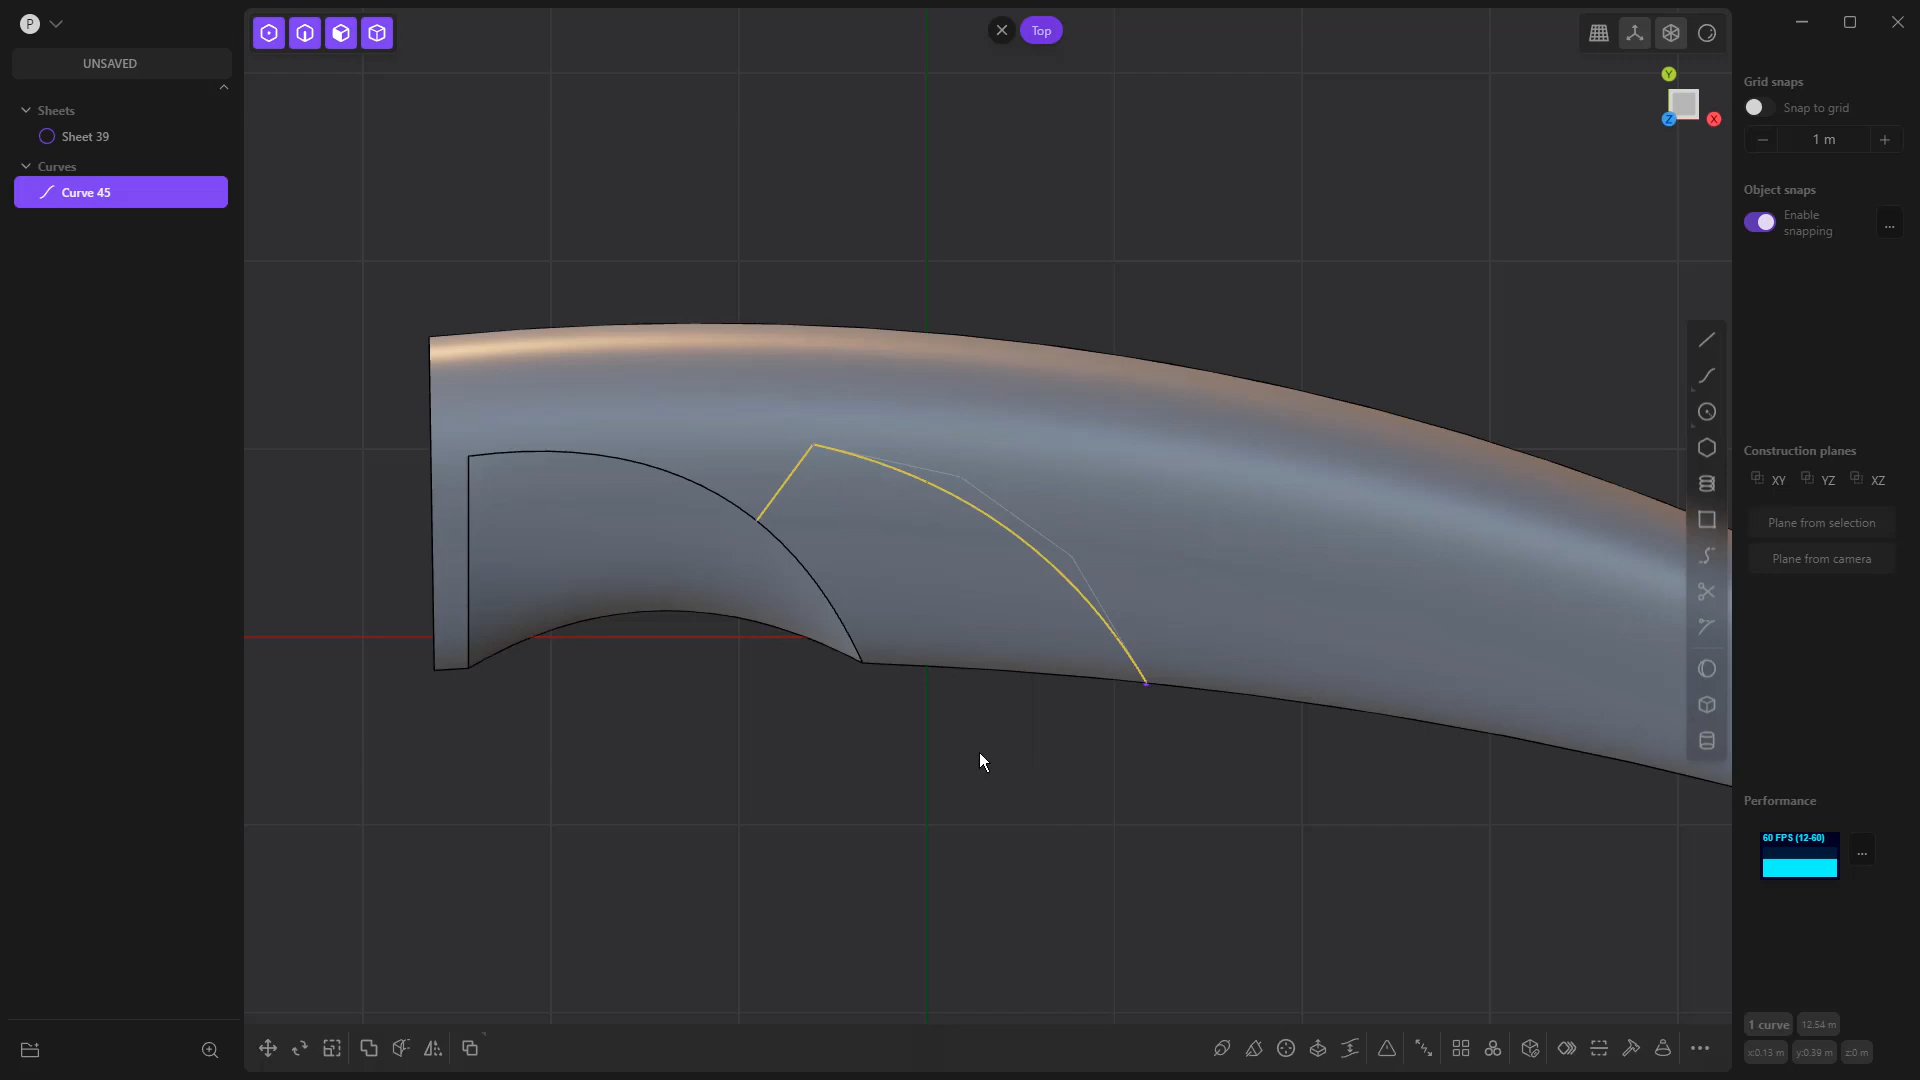 P
UNSAVED
Sheets
Sheet 39
Curves
Curve 45
Top
Y
Z
X
Grid snaps
Snap to grid
1 m
Object snaps
Enable
snapping
...
Construction planes
XY
YZ
XZ
Plane from selection
Plane from camera
Performance
60 FPS (12-60)
...
1 curve
12.54 m
x:0.13 m
y:0.39 m
z:0 m